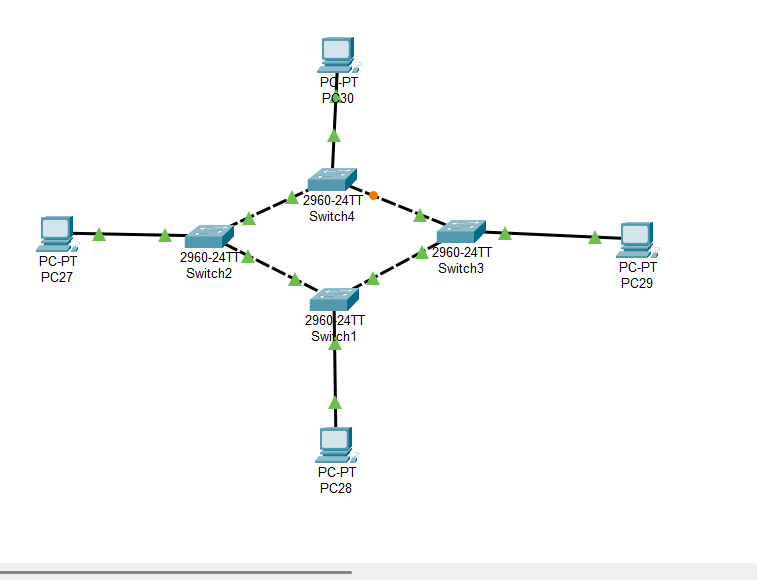 PC-PT
PC30
2960-24TT
Switch4
PC-PT
PC27
2960-24TT
Switch2
2960-24TT
Switch3
PC-PT
PC29
2960-24TT
Switch1
PC-PT
PC28